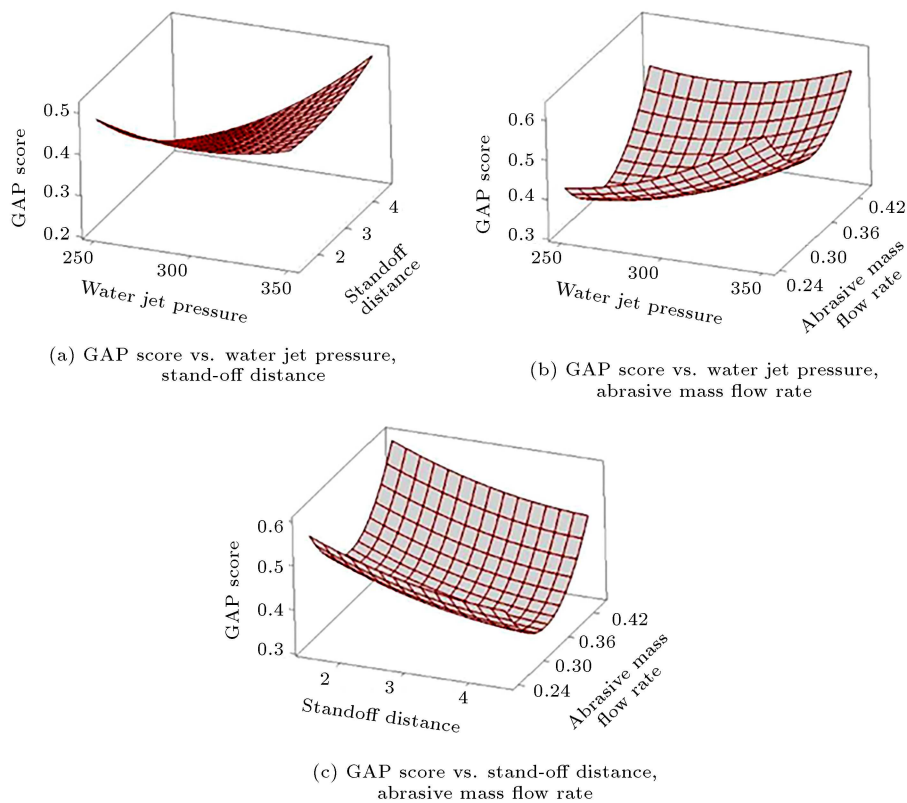 0.5
0.4
0.3
0.2
GAP score
250
300
350
Water jet pressure
2
3
4
Standoff
distance
(a) GAP score vs. water jet pressure,
stand-off distance
0.6
0.5
0.4
0.3
GAP score
250
300
350
Water jet pressure
0.24
0.30
0.36
0.42
Abrasive mass
flow rate
(b) GAP score vs. water jet pressure,
abrasive mass flow rate
0.6
0.5
0.4
0.3
GAP score
2
3
4
Standoff distance
0.24
0.30
0.36
0.42
Abrasive mass
flow rate
(c) GAP score vs. stand-off distance,
abrasive mass flow rate